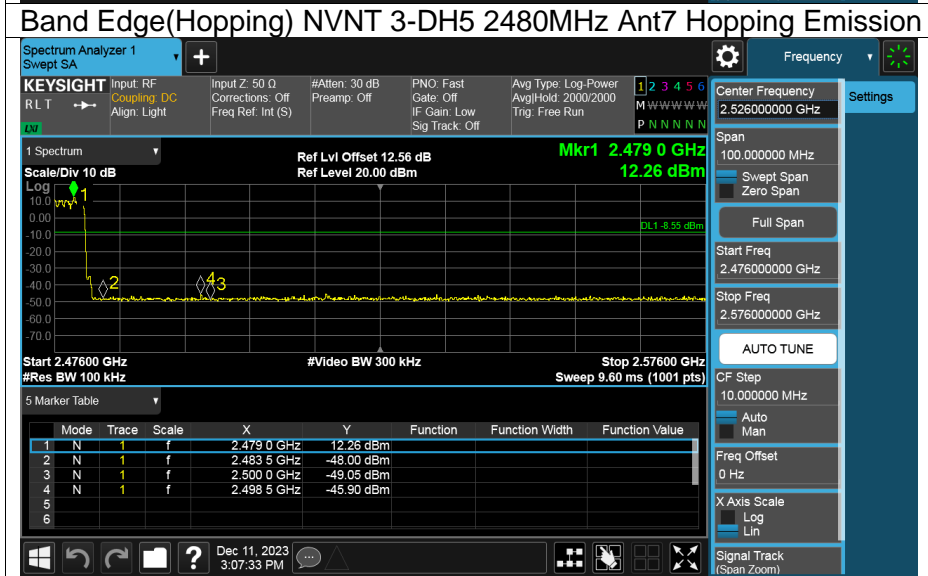 Band Edge(Hopping) NVNT 3-DH5 2480MHz Ant7 Hopping Emission
Spectrum Analyzer 1
Swept SA
+
Frequency
KEYSIGHT
RLT
LXI
Input: RF
Coupling: DC
Align: Light
Input Z: 50 Ω
Corrections: Off
Freq Ref: Int (S)
#Atten: 30 dB
Preamp: Off
PNO: Fast
Gate: Off
IF Gain: Low
Sig Track: Off
Avg Type: Log-Power
Avg|Hold: 2000/2000
Trig: Free Run
1 2 3 4 5 6
M W W W W W
P N N N N N
1 Spectrum
Scale/Div 10 dB
Ref Lvl Offset 12.56 dB
Ref Level 20.00 dBm
Mkr1 2.479 0 GHz
12.26 dBm
Log
10.0
0.00
-10.0
-20.0
-30.0
-40.0
-50.0
-60.0
-70.0
1
2
4
3
DL1 -8.55 dBm
Start 2.47600 GHz
#Res BW 100 kHz
#Video BW 300 kHz
Stop 2.57600 GHz
Sweep 9.60 ms (1001 pts)
5 Marker Table
Mode Trace Scale X Y Function Function Width Function Value
1 N 1 f 2.479 0 GHz 12.26 dBm
2 N 1 f 2.483 5 GHz -48.00 dBm
3 N 1 f 2.500 0 GHz -49.05 dBm
4 N 1 f 2.498 5 GHz -45.90 dBm
5
6
Dec 11, 2023
3:07:33 PM
?
Settings
Center Frequency
2.526000000 GHz
Span
100.000000 MHz
Swept Span
Zero Span
Full Span
Start Freq
2.476000000 GHz
Stop Freq
2.576000000 GHz
AUTO TUNE
CF Step
10.000000 MHz
Auto
Man
Freq Offset
0 Hz
X Axis Scale
Log
Lin
Signal Track
(Span Zoom)